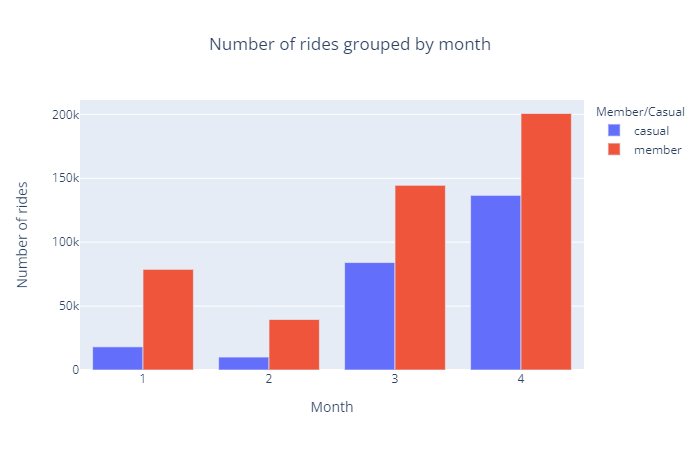 Number of rides grouped by month
Member/Casual
casual
member
200k
150k
100k
50k
0
Number of rides
1 2 3 4
Month